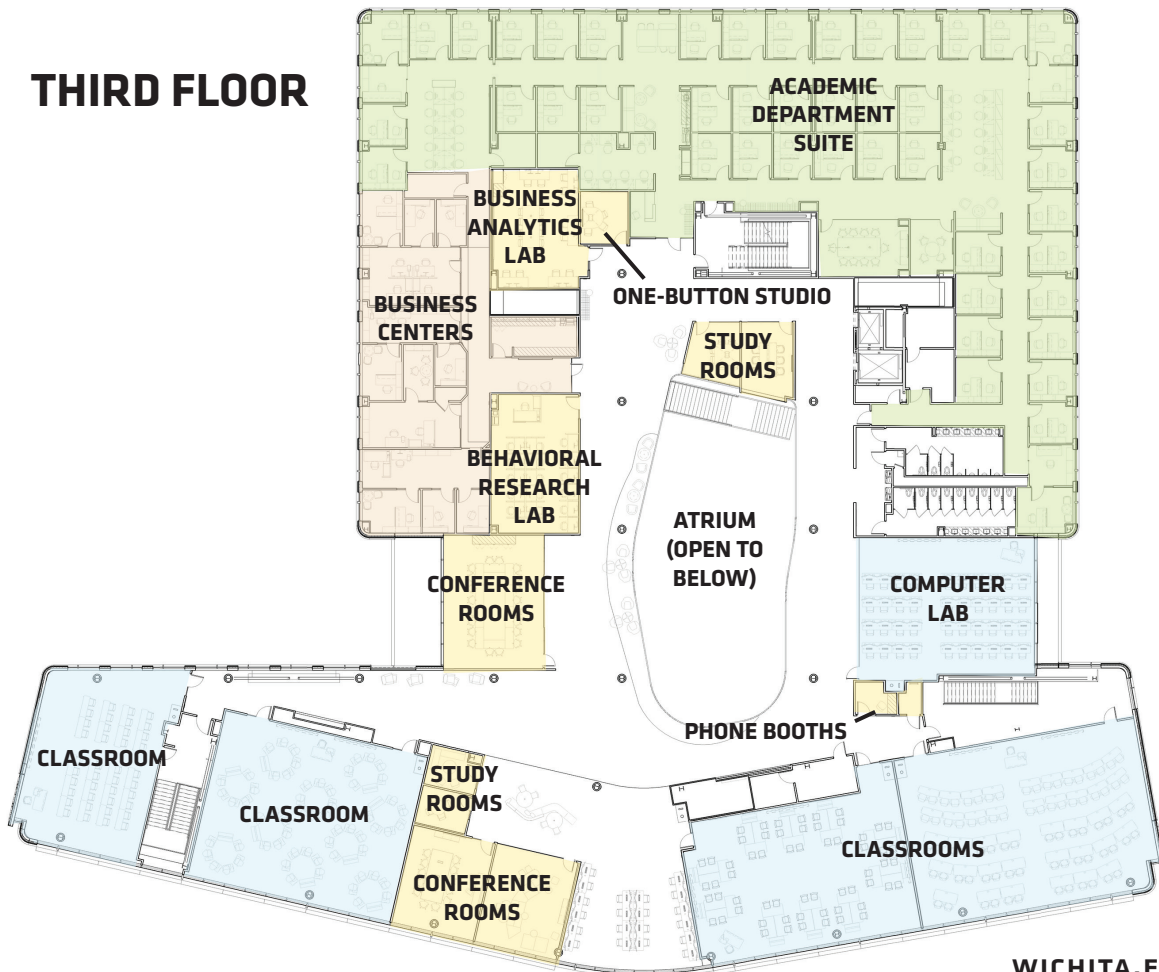 THIRD FLOOR
ACADEMIC
DEPARTMENT
SUITE
BUSINESS
ANALYTICS
LAB
ONE-BUTTON STUDIO
BUSINESS
CENTERS
STUDY
ROOMS
BEHAVIORAL
RESEARCH
LAB
ATRIUM
(OPEN TO
BELOW)
CONFERENCE
ROOMS
COMPUTER
LAB
PHONE BOOTHS
CLASSROOM
STUDY
ROOMS
CLASSROOM
CLASSROOMS
CONFERENCE
ROOMS
WICHITA.E